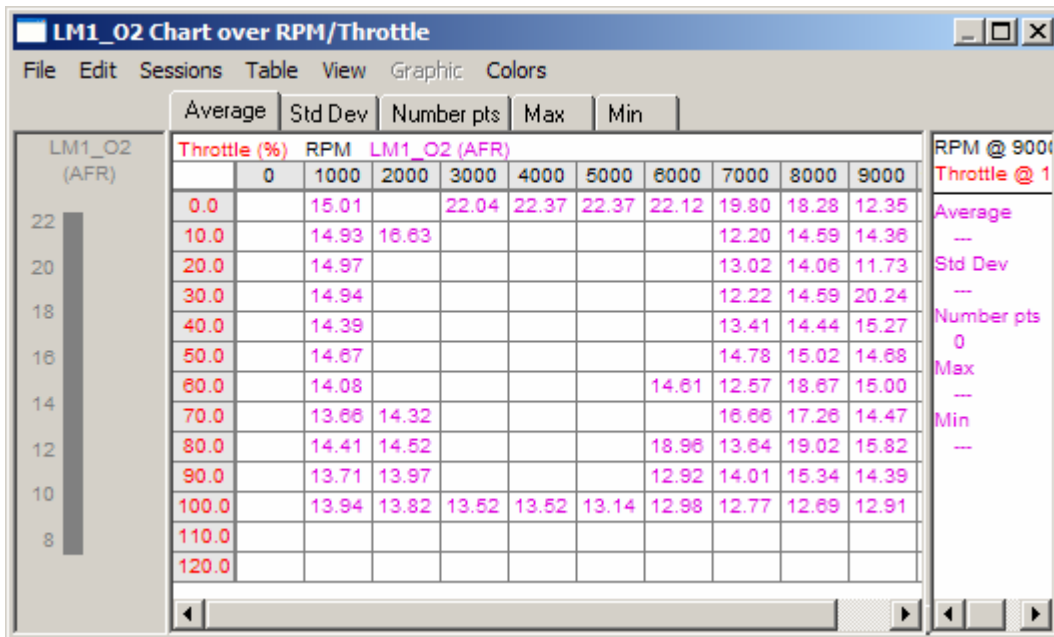 LM1_O2 Chart over RPM/Throttle
File Edit Sessions Table View Graphic Colors
Average Std Dev Number pts Max Min
LM1_O2
(AFR)
22
20
18
16
14
12
10
8
Throttle (%) RPM LM1_O2 (AFR)
0 1000 2000 3000 4000 5000 6000 7000 8000 9000
0.0 15.01 22.04 22.37 22.37 22.12 19.80 18.28 12.35
10.0 14.93 16.63 12.20 14.59 14.36
20.0 14.97 13.02 14.06 11.73
30.0 14.94 12.22 14.59 20.24
40.0 14.39 13.41 14.44 15.27
50.0 14.67 14.78 15.02 14.68
60.0 14.08 14.61 12.57 18.67 15.00
70.0 13.66 14.32 16.66 17.26 14.47
80.0 14.41 14.52 18.96 13.64 19.02 15.82
90.0 13.71 13.97 12.92 14.01 15.34 14.39
100.0 13.94 13.82 13.52 13.52 13.14 12.98 12.77 12.69 12.91
110.0
120.0
RPM @ 9000
Throttle @ 1
Average
---
Std Dev
---
Number pts
0
Max
---
Min
---